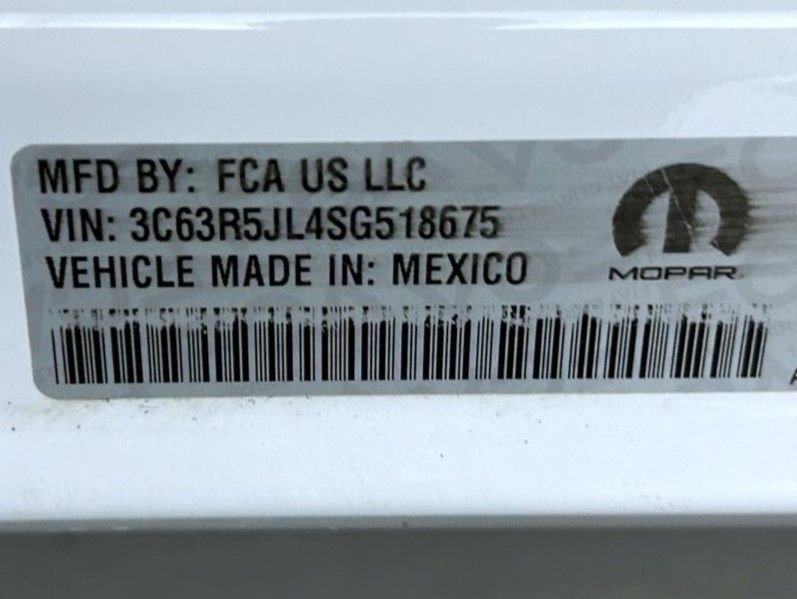 MFD BY: FCA US LLC
VIN: 3C63R5JL4SG518675
VEHICLE MADE IN: MEXICO
MOPAR